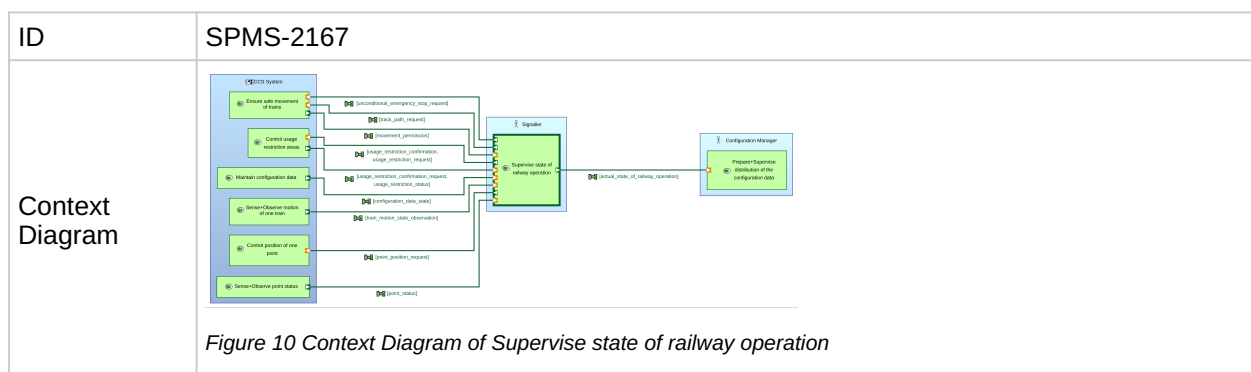 ID
SPMS-2167
Context
Diagram
CCS System
Ensure safe movement
of trains
Control usage
restriction areas
Maintain configuration data
Sense+Observe motion
of one train
Control position of one
point
Sense+Observe point status
[unconditional_emergency_stop_request]
[track_path_request]
[movement_permission]
[usage_restriction_confirmation,
usage_restriction_request]
[usage_restriction_confirmation_request,
usage_restriction_status]
[configuration_data_state]
[train_motion_state_observation]
[point_position_request]
[point_status]
Signaller
Supervise state of
railway operation
[actual_state_of_railway_operation]
Configuration Manager
Prepare+Supervise
distribution of the
configuration data
Figure 10 Context Diagram of Supervise state of railway operation